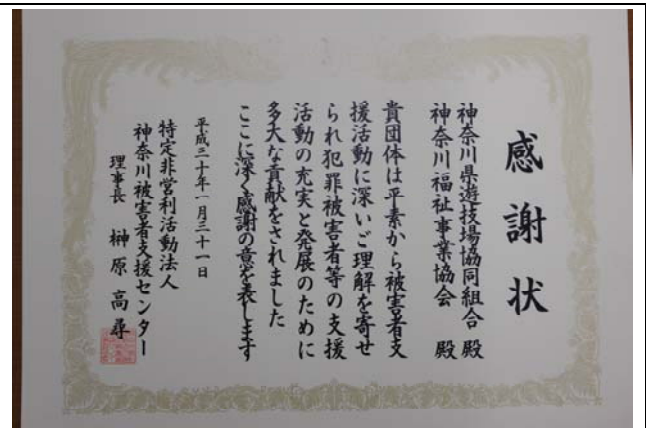 感謝状
神奈川県遊技場協同組合 殿
神奈川福祉事業協会 殿
貴団体は平素から被害者支
援活動に深いご理解を寄せ
られ犯罪被害者等の支援
活動の充実と発展のために
多大な貢献をされました
ここに深く感謝の意を表します
平成三十年一月三十一日
特定非営利活動法人
神奈川被害者支援センター
理事長 榊原高尋